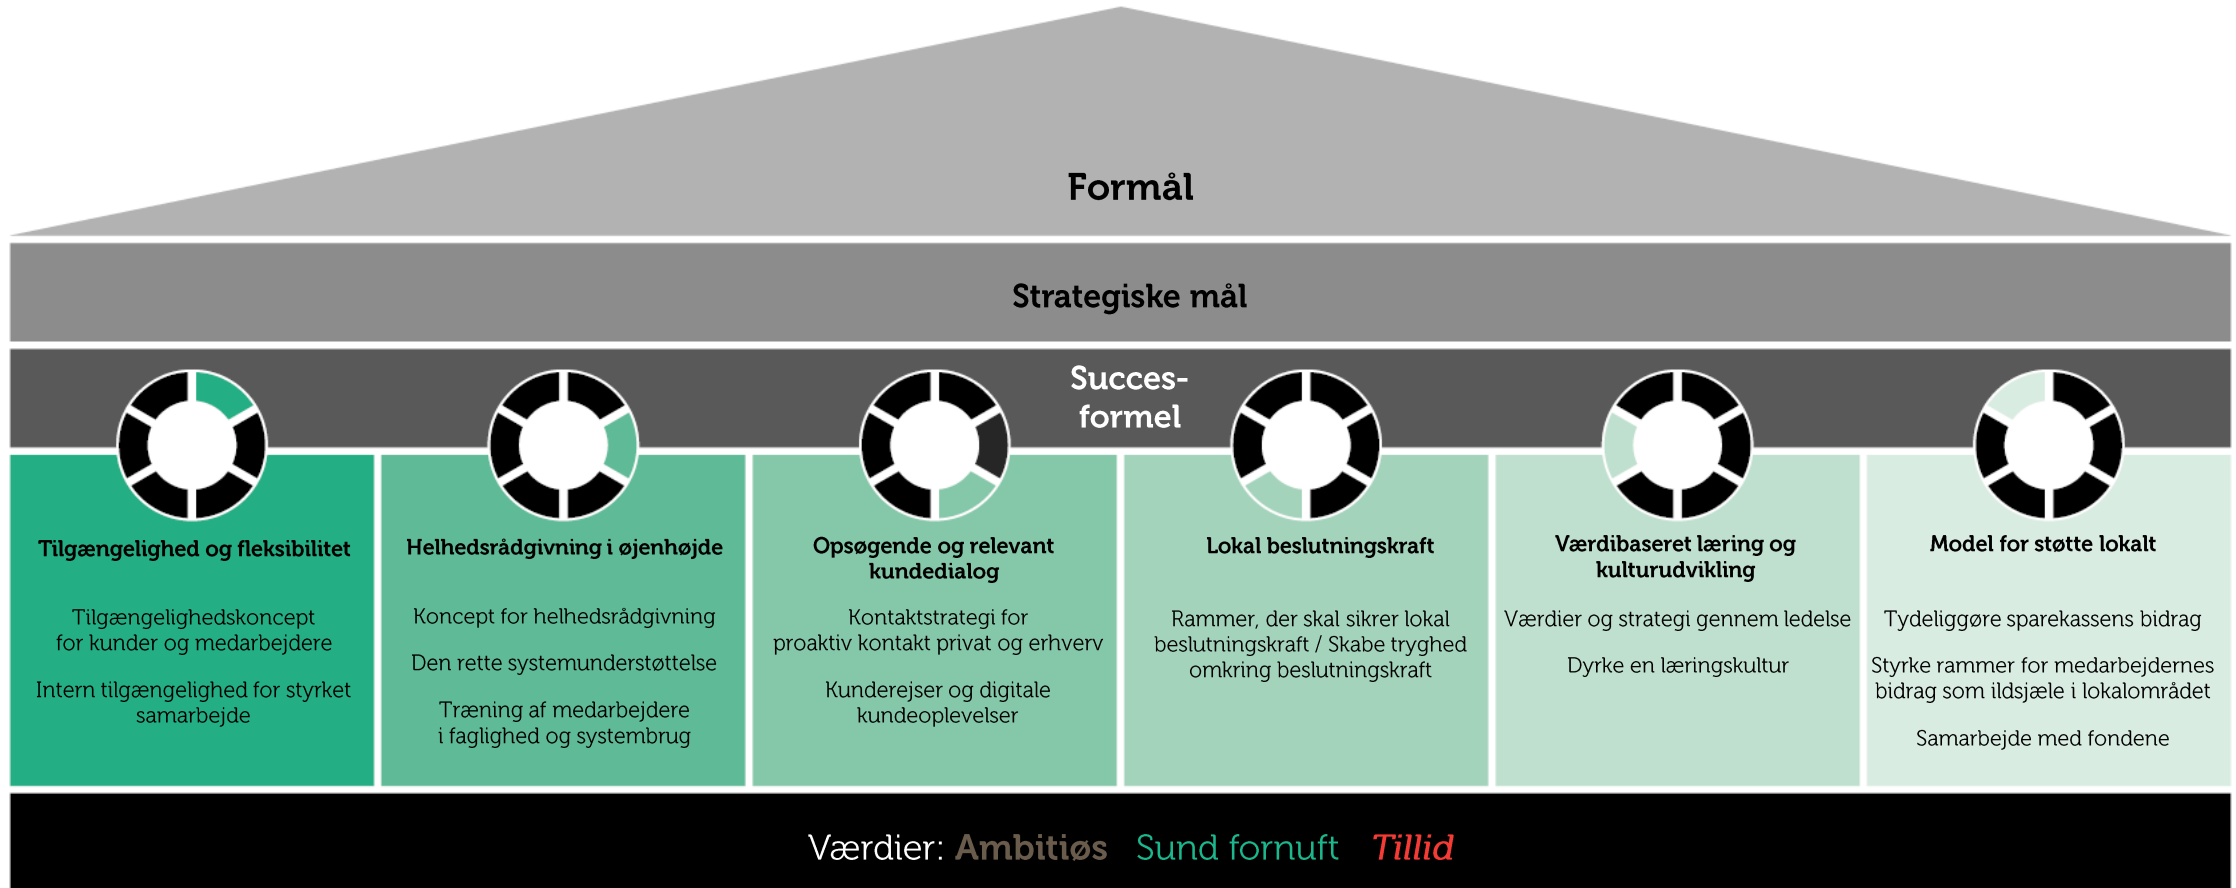 Formål
Strategiske mål
Succes-
formel
Tilgængelighed og fleksibilitet
Tilgængelighedskoncept
for kunder og medarbejdere
Intern tilgængelighed for styrket
samarbejde
Helhedsrådgivning i øjenhøjde
Koncept for helhedsrådgivning
Den rette systemunderstøttelse
Træning af medarbejdere
i faglighed og systembrug
Opsøgende og relevant
kundedialog
Kontaktstrategi for
proaktiv kontakt privat og erhverv
Kunderejser og digitale
kundeoplevelser
Lokal beslutningskraft
Rammer, der skal sikrer lokal
beslutningskraft / Skabe tryghed
omkring beslutningskraft
Værdibaseret læring og
kulturudvikling
Værdier og strategi gennem ledelse
Dyrke en læringskultur
Model for støtte lokalt
Tydeliggøre sparekassens bidrag
Styrke rammer for medarbejdernes
bidrag som ildsjæle i lokalområdet
Samarbejde med fondene
Værdier: Ambitiøs Sund fornuft Tillid